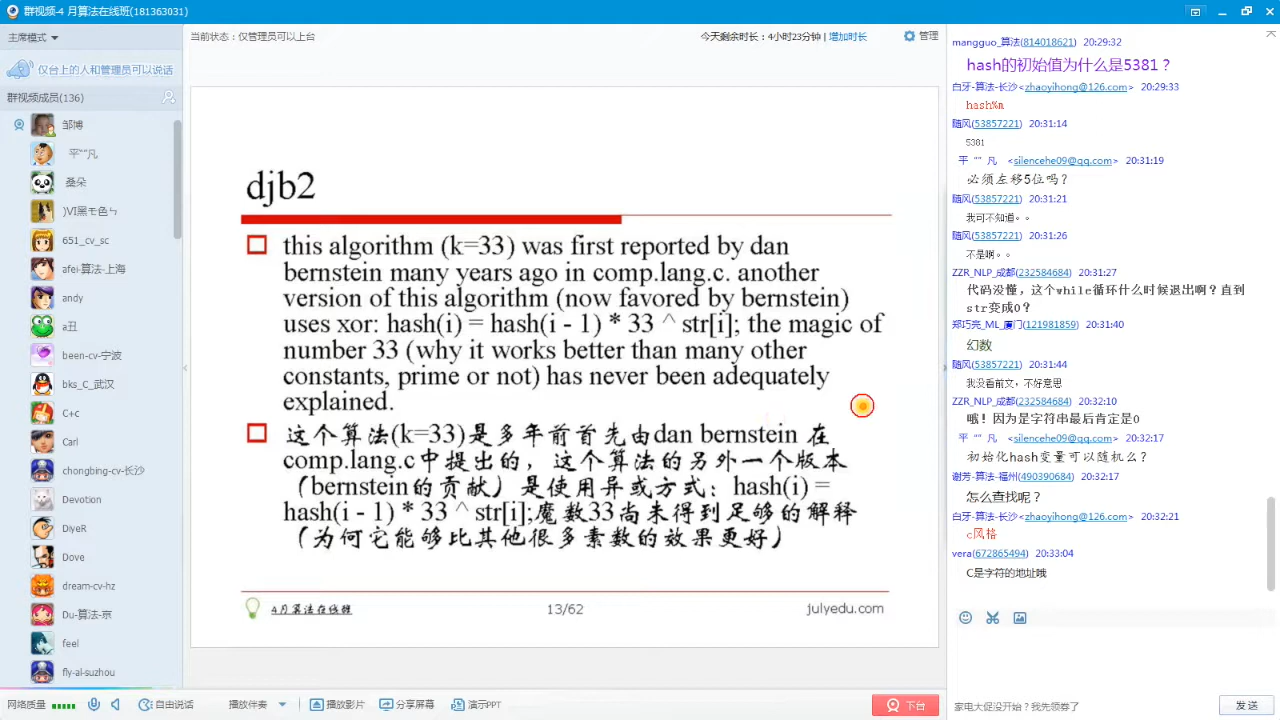 群视频-4 月算法在线班(181363031)
主席模式
当前状态：仅管理员可以上台
今天剩余时长：4小时23分钟 | 增加时长
管理
仅台上的人和管理员可以说话
群视频成员(136)
邹博
平""凡
桑朵
)VI黑モ色ㄣ
651_cv_sc
afei-算法-上海
andy
a丑
been-cv-宁波
bks_C_武汉
C+c
Carl
chongbing-cv-长沙
Devotion
DiyeR
Dove
dream-cv-hz
Du-算法-京
feel
fly-al-suzhou
djb2
this algorithm (k=33) was first reported by dan
bernstein many years ago in comp.lang.c. another
version of this algorithm (now favored by bernstein)
uses xor: hash(i) = hash(i - 1) * 33 ^ str[i]; the magic of
number 33 (why it works better than many other
constants, prime or not) has never been adequately
explained.
这个算法(k=33)是多年前首先由dan bernstein 在
comp.lang.c中提出的，这个算法的另外一个版本
（bernstein的贡献）是使用异或方式：hash(i) =
hash(i - 1) * 33 ^ str[i];魔数33尚未得到足够的解释
（为何它能够比其他很多素数的效果更好）
4月算法在线班
13/62
julyedu.com
mangguo_算法(814018621) 20:29:32
hash的初始值为什么是5381？
白牙-算法-长沙<zhaoyihong@126.com> 20:29:33
hash%n
随风(53857221) 20:31:14
5381
平 "" 凡 <silencehe09@qq.com> 20:31:19
必须左移5位吗？
随风(53857221) 20:31:21
我可不知道。。
随风(53857221) 20:31:26
不是啊。。
ZZR_NLP_成都(232584684) 20:31:27
代码没懂，这个while循环什么时候退出啊？直到
str变成0？
郑巧亮_ML_厦门(121981859) 20:31:40
幻数
随风(53857221) 20:31:44
我没看前文，不好意思
ZZR_NLP_成都(232584684) 20:32:10
哦！因为是字符串最后肯定是0
平 "" 凡 <silencehe09@qq.com> 20:32:17
初始化hash变量可以随机么？
谢芳-算法-福州(490390684) 20:32:17
怎么查找呢？
白牙-算法-长沙<zhaoyihong@126.com> 20:32:21
c风格
vera(672865494) 20:33:04
C是字符的地址哦
网络质量
自由说话
播放伴奏
播放影片
分享屏幕
演示PPT
下台
家电大促没开始？我先领券了
发送